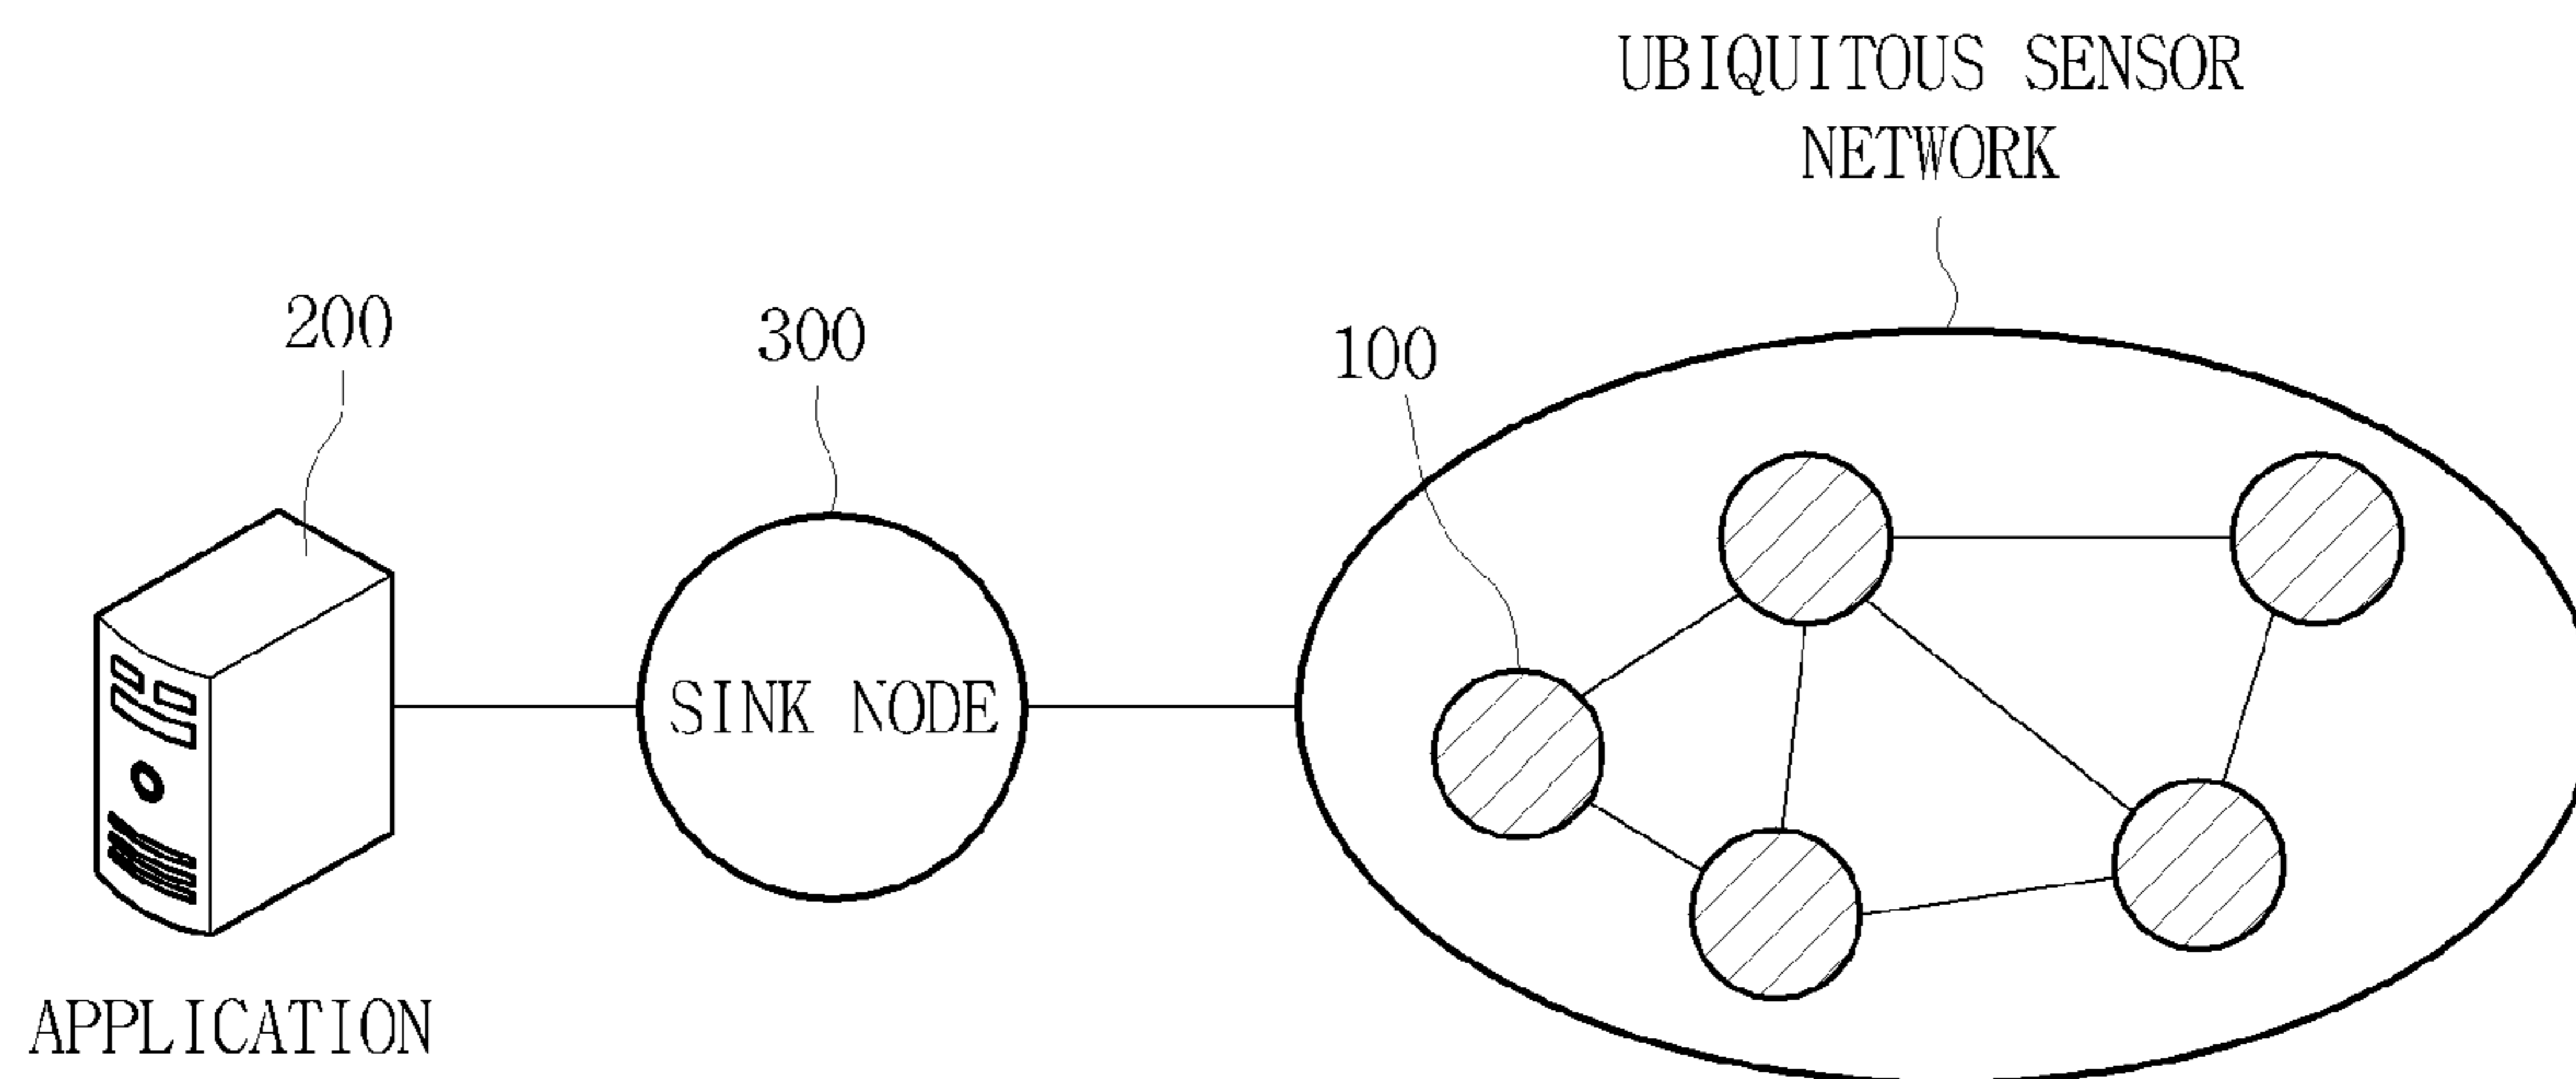 UBIQUITOUS SENSOR
NETWORK
200
300
100
SINK NODE
APPLICATION